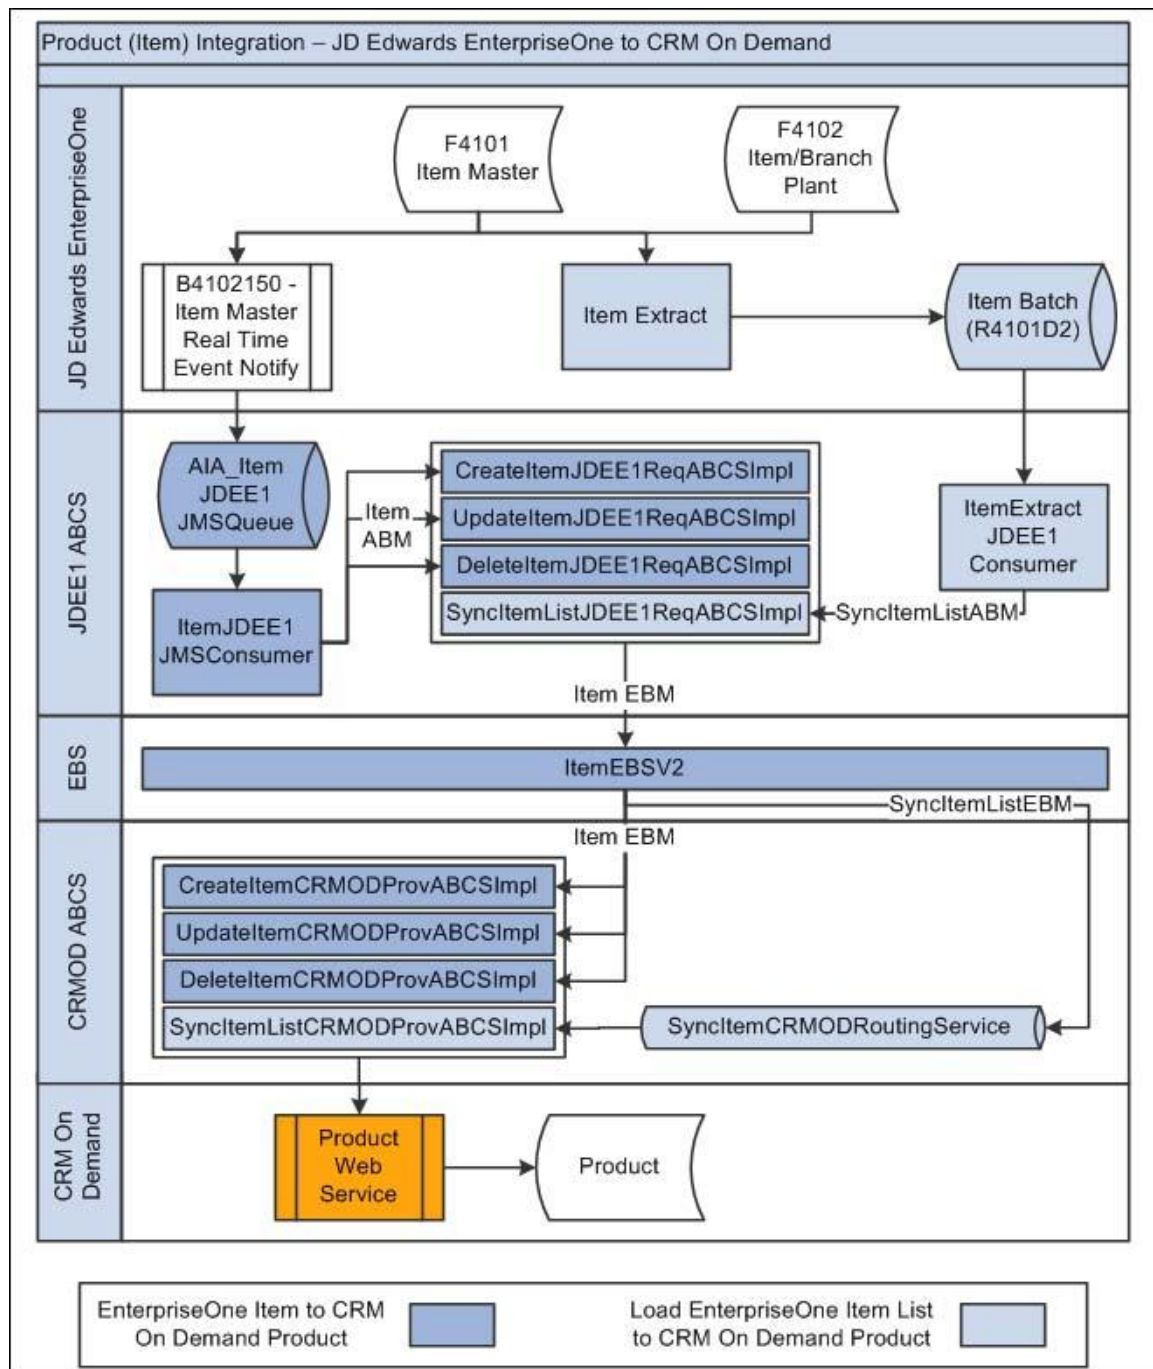 Product (Item) Integration – JD Edwards EnterpriseOne to CRM On Demand
JD Edwards EnterpriseOne
F4101
Item Master
F4102
Item/Branch
Plant
B4102150 -
Item Master
Real Time
Event Notify
Item Extract
Item Batch
(R4101D2)
JDEE1 ABCS
AIA_Item
JDEE1
JMSQueue
ItemJDEE1
JMSConsumer
Item
ABM
CreateItemJDEE1ReqABCSImpl
UpdateItemJDEE1ReqABCSImpl
DeleteItemJDEE1ReqABCSImpl
SyncItemListJDEE1ReqABCSImpl
ItemExtract
JDEE1
Consumer
SyncItemListABM
Item EBM
EBS
ItemEBSV2
SyncItemListEBM
Item EBM
CRMOD ABCS
CreateItemCRMODProvABCSImpl
UpdateItemCRMODProvABCSImpl
DeleteItemCRMODProvABCSImpl
SyncItemListCRMODProvABCSImpl
SyncItemCRMODRoutingService
CRM On
Demand
Product
Web
Service
Product
EnterpriseOne Item to CRM
On Demand Product
Load EnterpriseOne Item List
to CRM On Demand Product